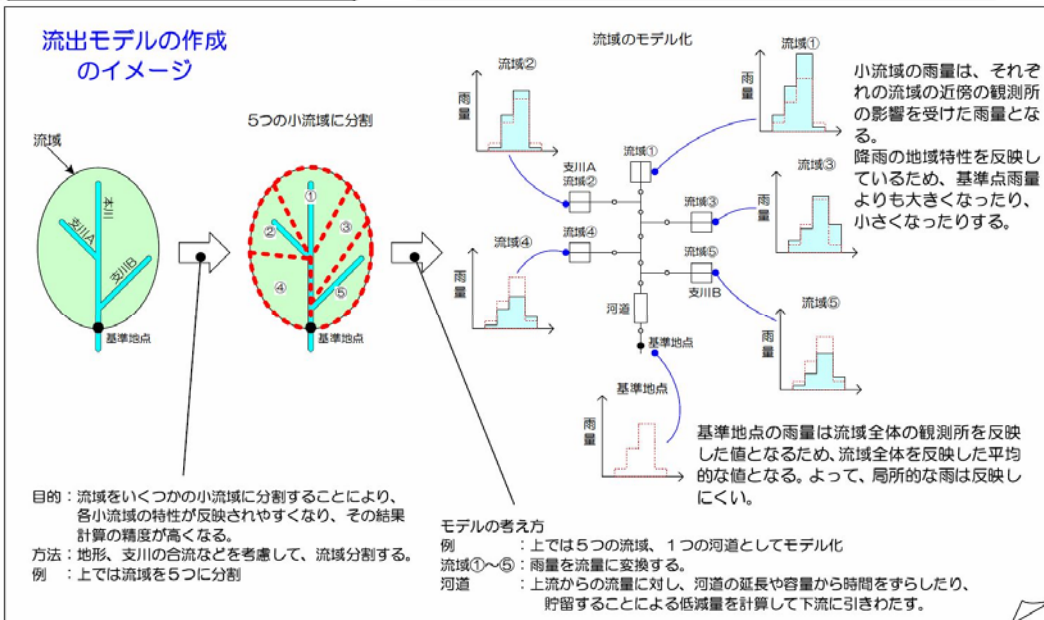 流出モデルの作成
のイメージ
流域
本川
支川A
支川B
基準地点
5つの小流域に分割
①
②
③
④
⑤
基準地点
流域のモデル化
流域②
雨量
流域①
雨量
流域③
雨量
流域④
雨量
流域⑤
雨量
流域①
支川A
流域②
流域③
流域④
流域⑤
支川B
河道
基準地点
基準地点
雨量
小流域の雨量は、それぞ
れの流域の近傍の観測所
の影響を受けた雨量とな
る。
降雨の地域特性を反映し
ているため、基準点雨量
よりも大きくなったり、
小さくなったりする。
基準地点の雨量は流域全体の観測所を反映
した値となるため、流域全体を反映した平均
的な値となる。よって、局所的な雨は反映し
にくい。
目的：流域をいくつかの小流域に分割することにより、
各小流域の特性が反映されやすくなり、その結果
計算の精度が高くなる。
方法：地形、支川の合流などを考慮して、流域分割する。
例　：上では流域を5つに分割
モデルの考え方
例　　　　：上では5つの流域、1つの河道としてモデル化
流域①～⑤：雨量を流量に変換する。
河道　　　：上流からの流量に対し、河道の延長や容量から時間をずらしたり、
貯留することによる低減量を計算して下流に引きわたす。